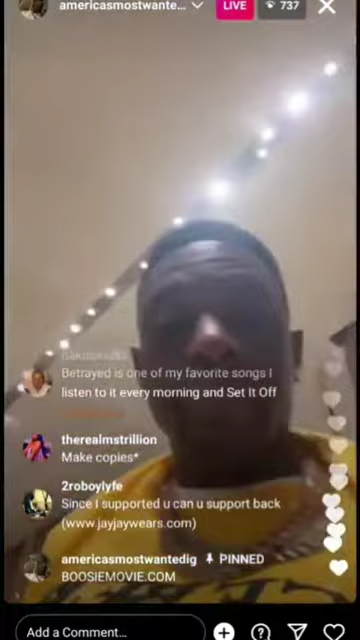 americasmostwante...
LIVE
737
Betrayed is one of my favorite songs I
listen to it every morning and Set It Off
therealmstrillion
Make copies*
2roboylyfe
Since I supported u can u support back
(www.jayjaywears.com)
americasmostwantedig PINNED
BOOSIEMOVIE.COM
Add a Comment...